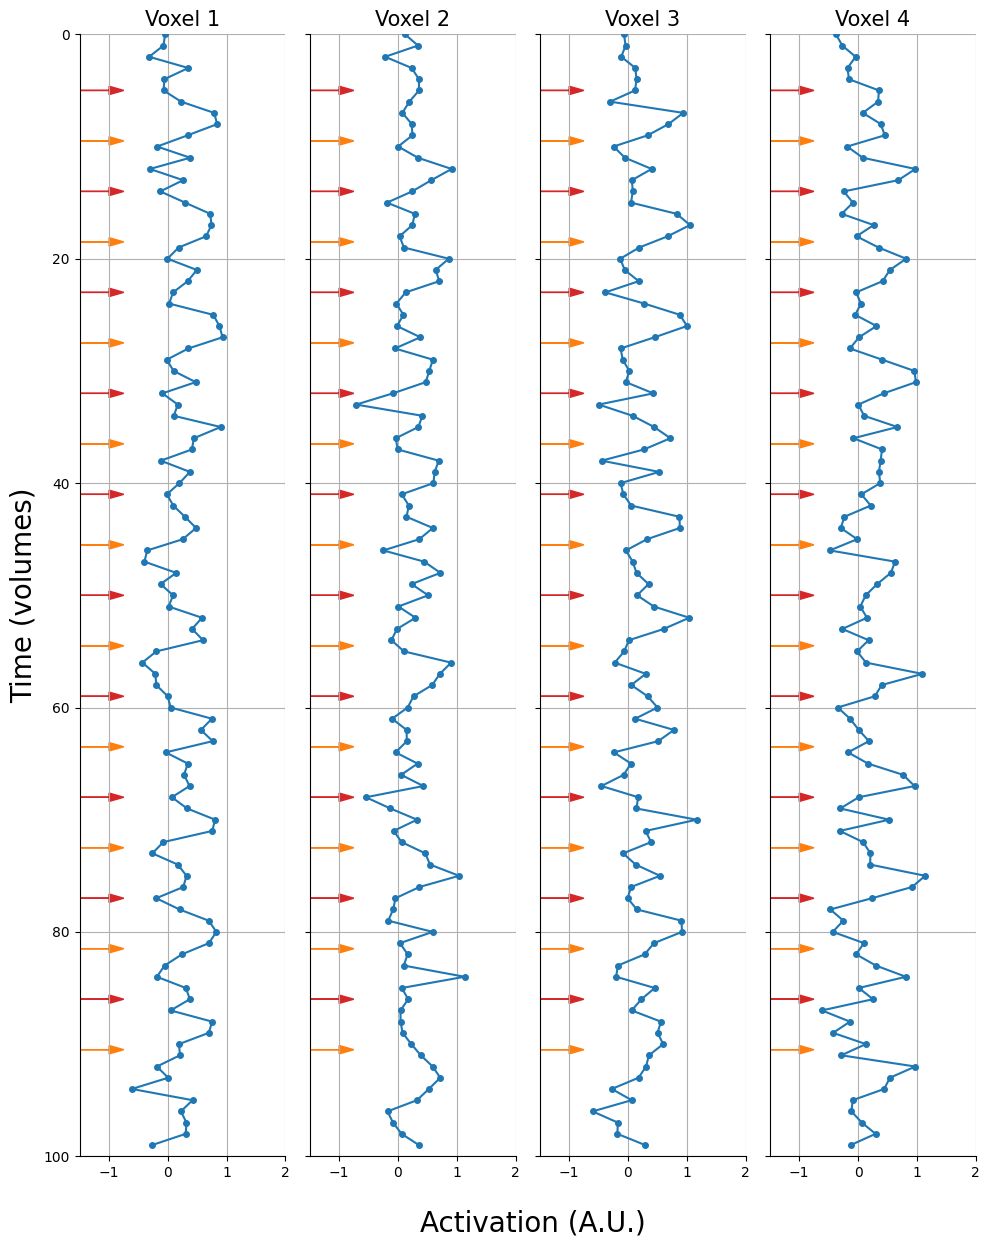 Voxel 1 Voxel 2 Voxel 3 Voxel 4
0
20
40
60
80
100
Time (volumes)
−1 0 1 2 −1 0 1 2 −1 0 1 2 −1 0 1 2
Activation (A.U.)